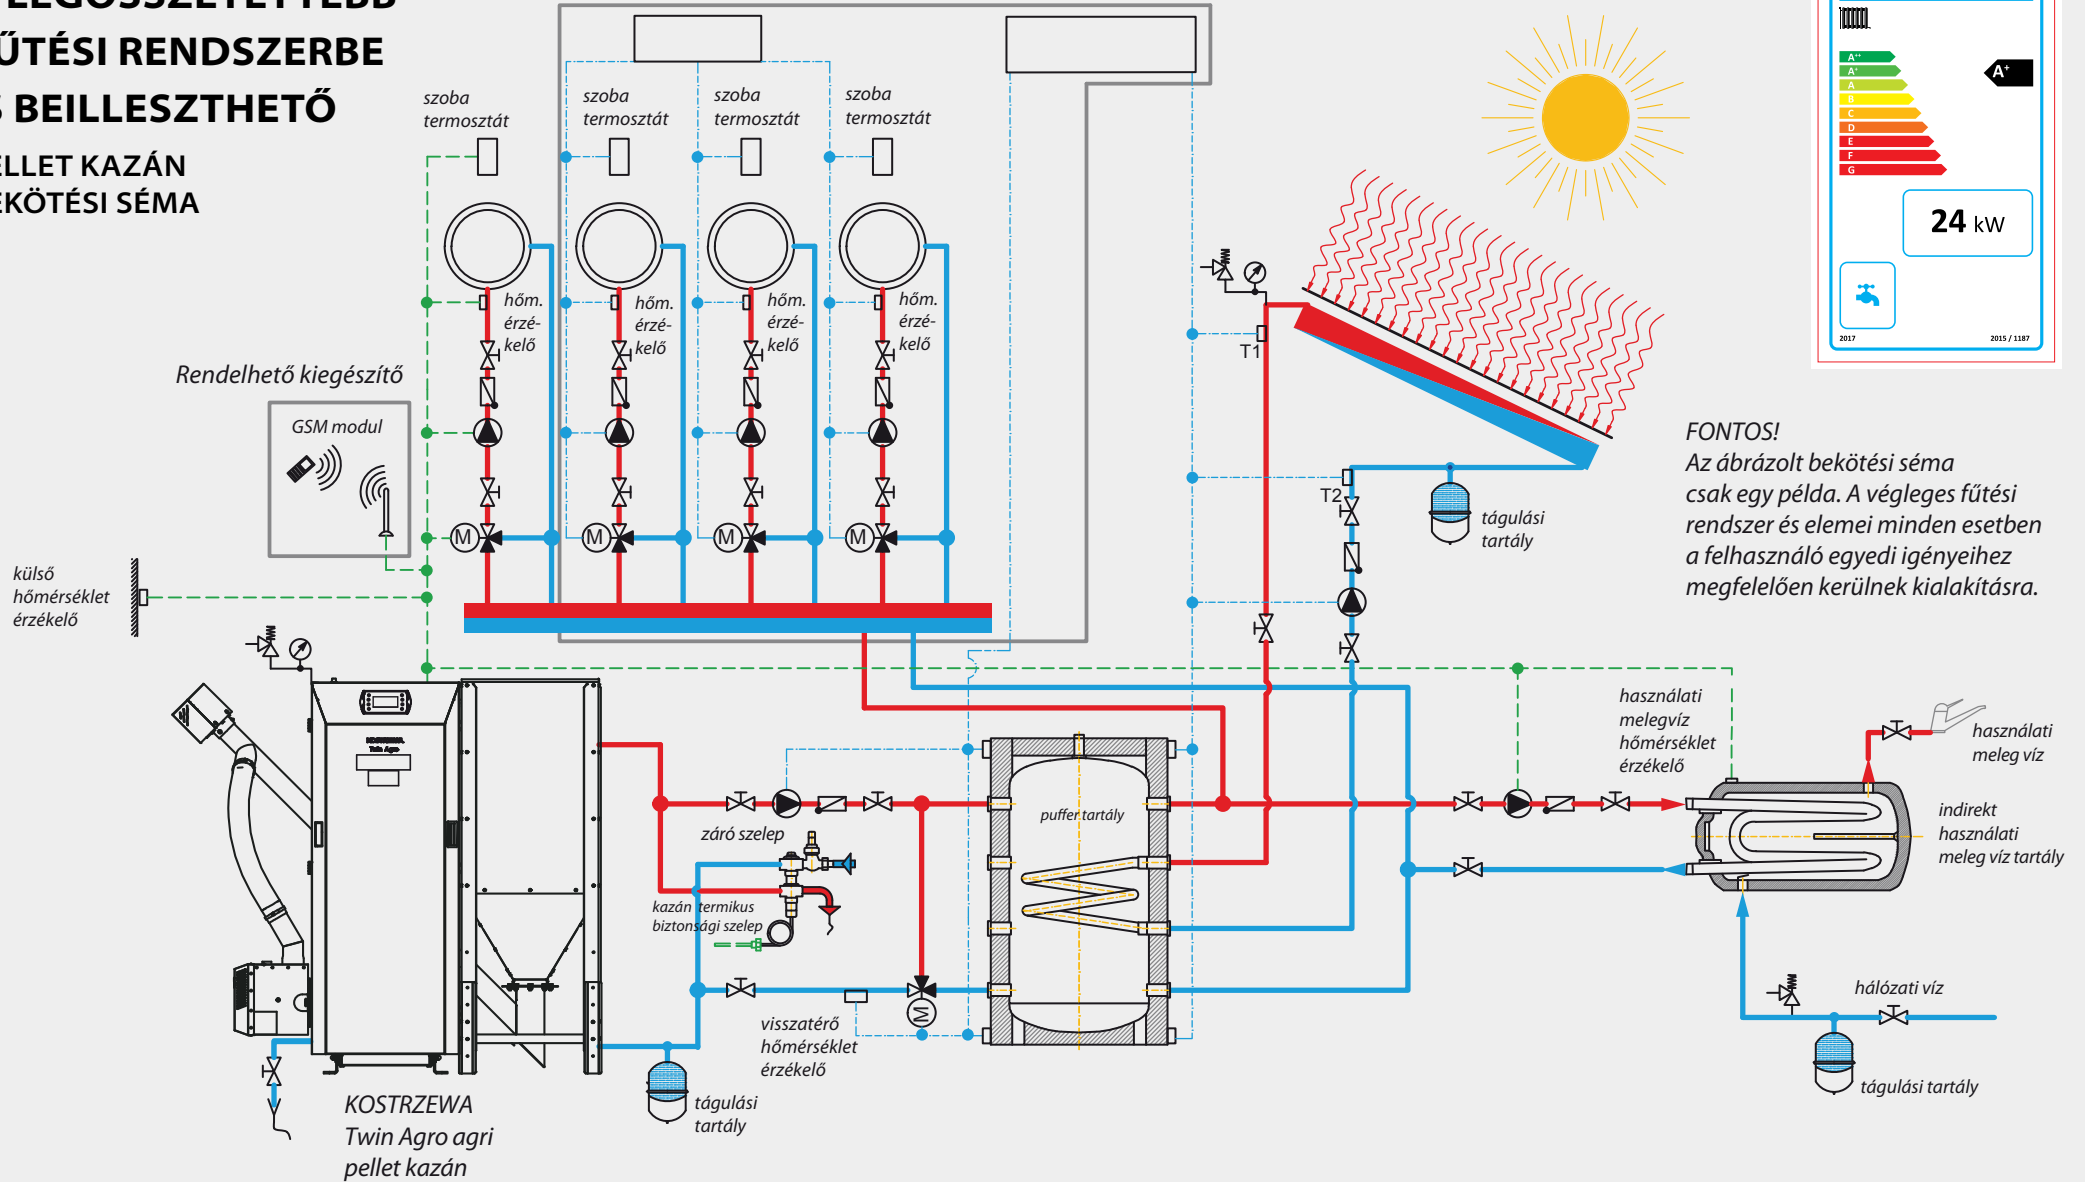 LEGÖSSZETETTEBB
ŰTÉSI RENDSZERBE
S BEILLESZTHETŐ
ELLET KAZÁN
EKÖTÉSI SÉMA
szoba
termosztát
szoba
termosztát
szoba
termosztát
szoba
termosztát
hőm.
érzé-
kelő
hőm.
érzé-
kelő
hőm.
érzé-
kelő
hőm.
érzé-
kelő
Rendelhető kiegészítő
GSM modul
M
M
M
M
külső
hőmérséklet
érzékelő
T1
T2
tágulási
tartály
A++
A+
A
B
C
D
E
F
G
A+
24 kW
2017
2015 / 1187
FONTOS!
Az ábrázolt bekötési séma
csak egy példa. A végleges fűtési
rendszer és elemei minden esetben
a felhasználó egyedi igényeihez
megfelelően kerülnek kialakításra.
KOSTRZEWA
Twin Agro
záró szelep
kazán termikus
biztonsági szelep
puffer tartály
használati
melegvíz
hőmérséklet
érzékelő
használati
meleg víz
indirekt
használati
meleg víz tartály
visszatérő
hőmérséklet
érzékelő
M
tágulási
tartály
hálózati víz
tágulási tartály
KOSTRZEWA
Twin Agro agri
pellet kazán